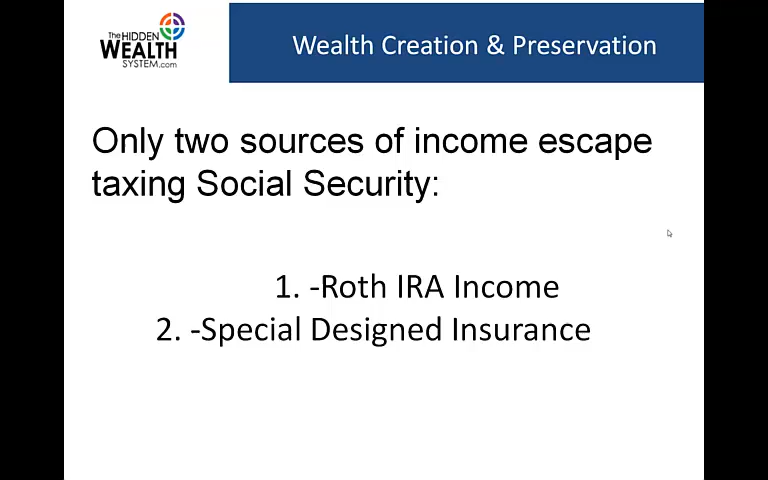 The HIDDEN
WEALTH
SYSTEM.com
Wealth Creation & Preservation
Only two sources of income escape
taxing Social Security:
1. -Roth IRA Income
2. -Special Designed Insurance